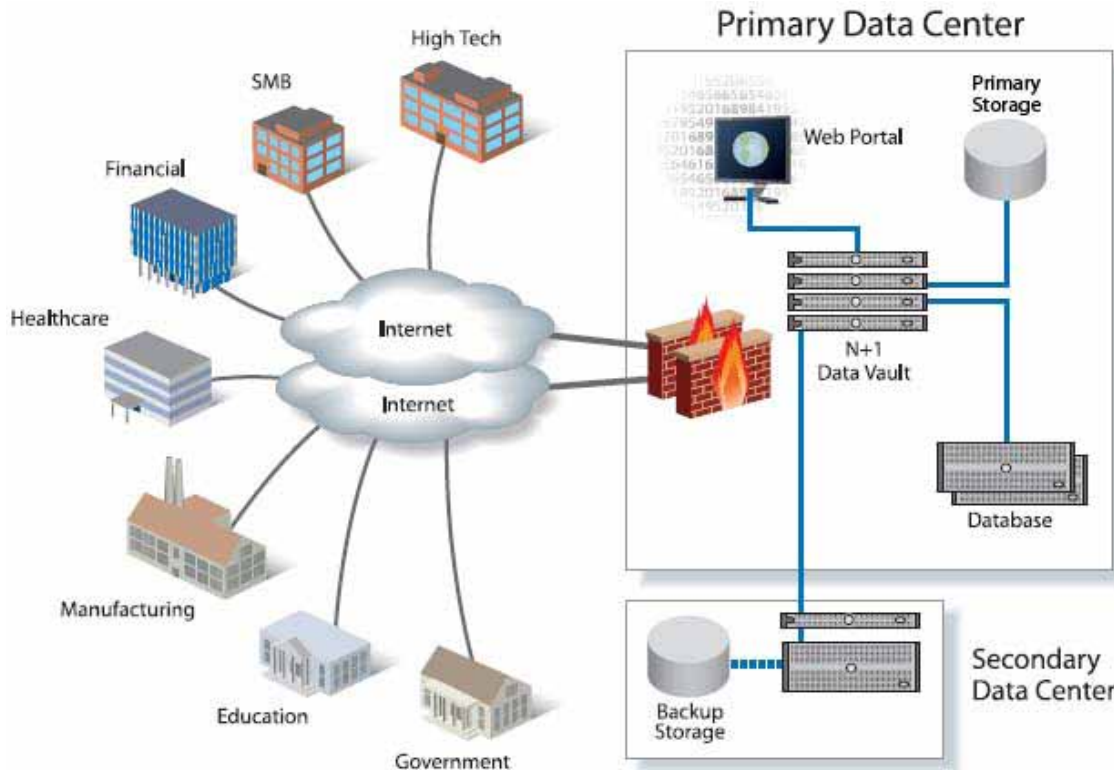 Primary Data Center
High Tech
SMB
Financial
Healthcare
Manufacturing
Education
Government
Internet
Internet
Web Portal
Primary
Storage
N+1
Data Vault
Database
Backup
Storage
Secondary
Data Center